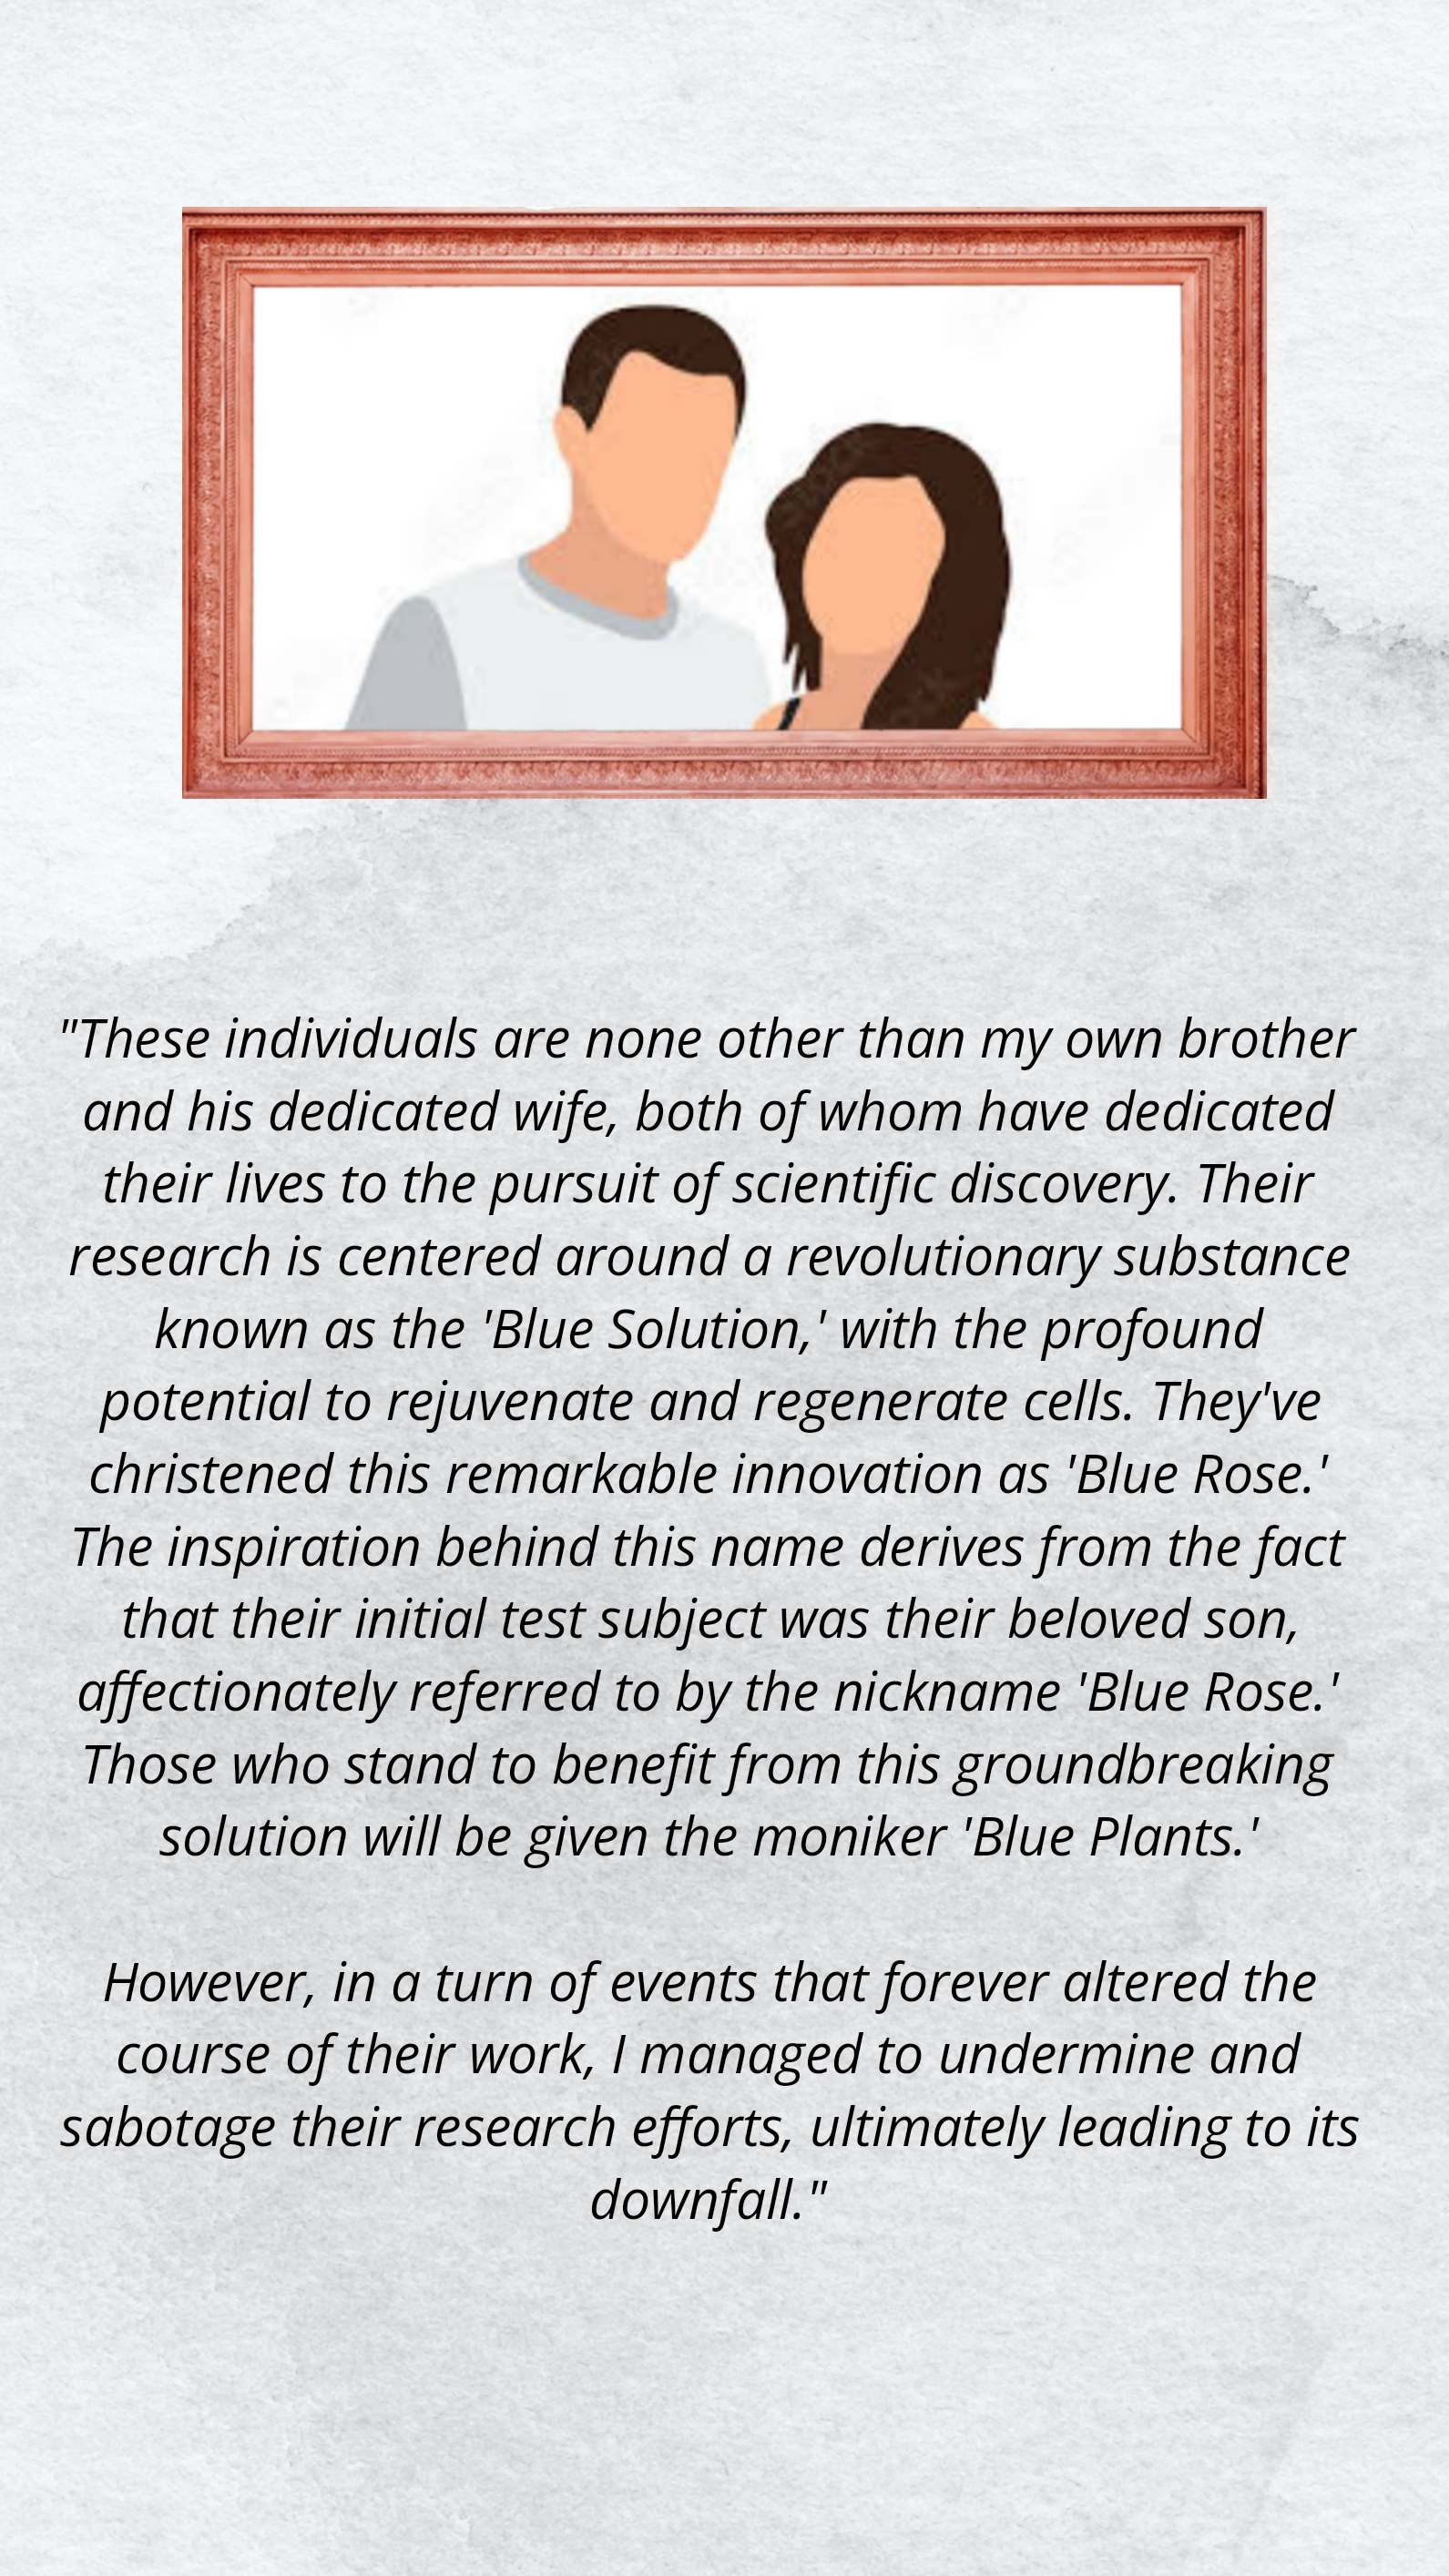 "These individuals are none other than my own brother
and his dedicated wife, both of whom have dedicated
their lives to the pursuit of scientific discovery. Their
research is centered around a revolutionary substance
known as the 'Blue Solution,' with the profound
potential to rejuvenate and regenerate cells. They've
christened this remarkable innovation as 'Blue Rose.'
The inspiration behind this name derives from the fact
that their initial test subject was their beloved son,
affectionately referred to by the nickname 'Blue Rose.'
Those who stand to benefit from this groundbreaking
solution will be given the moniker 'Blue Plants.'
However, in a turn of events that forever altered the
course of their work, I managed to undermine and
sabotage their research efforts, ultimately leading to its
downfall."